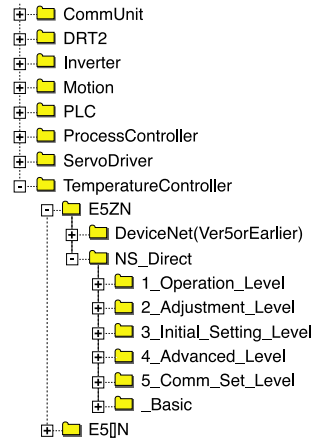 CommUnit
DRT2
Inverter
Motion
PLC
ProcessController
ServoDriver
TemperatureController
E5ZN
DeviceNet(Ver5orEarlier)
NS_Direct
1_Operation_Level
2_Adjustment_Level
3_Initial_Setting_Level
4_Advanced_Level
5_Comm_Set_Level
_Basic
E5[]N